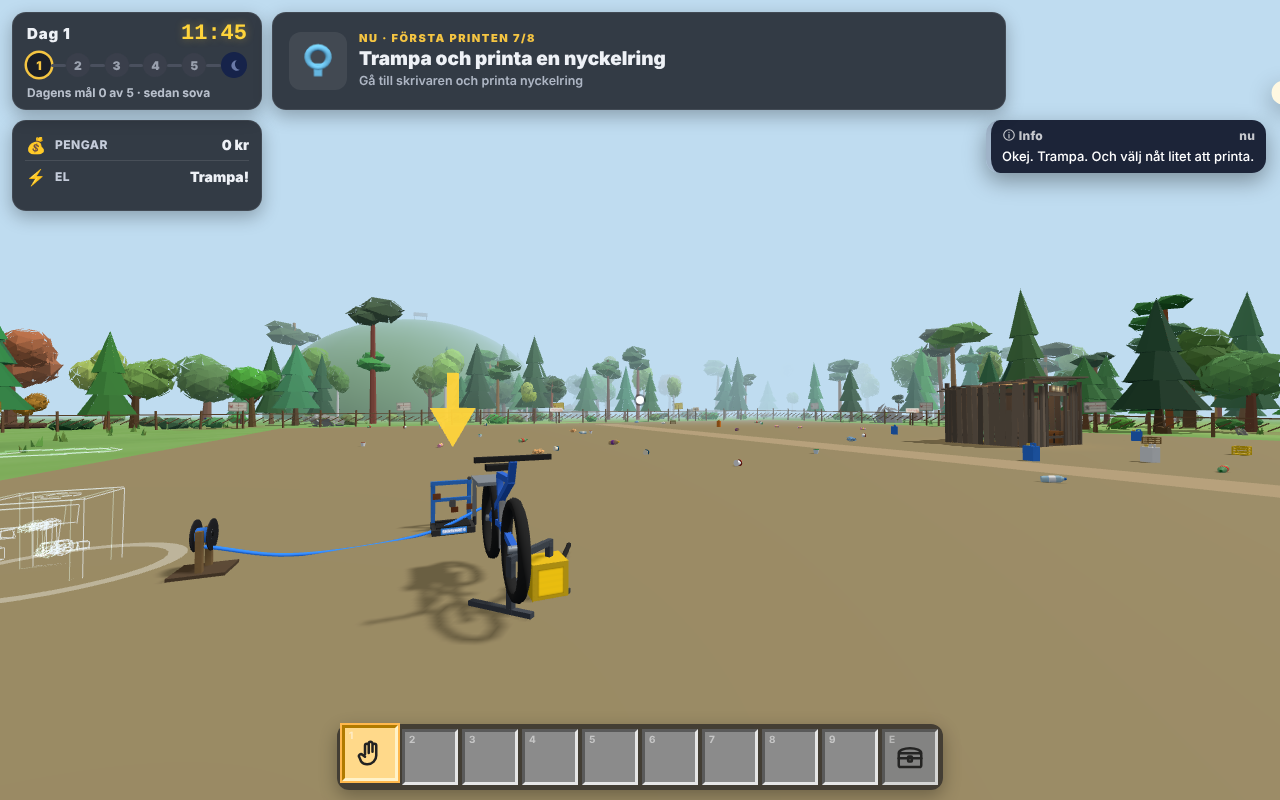 Dag 1
11:45
1 2 3 4 5
Dagens mål 0 av 5 · sedan sova
PENGAR 0 kr
EL Trampa!
NU · FÖRSTA PRINTEN 7/8
Trampa och printa en nyckelring
Gå till skrivaren och printa nyckelring
Info nu
Okej. Trampa. Och välj nåt litet att printa.
1 2 3 4 5 6 7 8 9 E